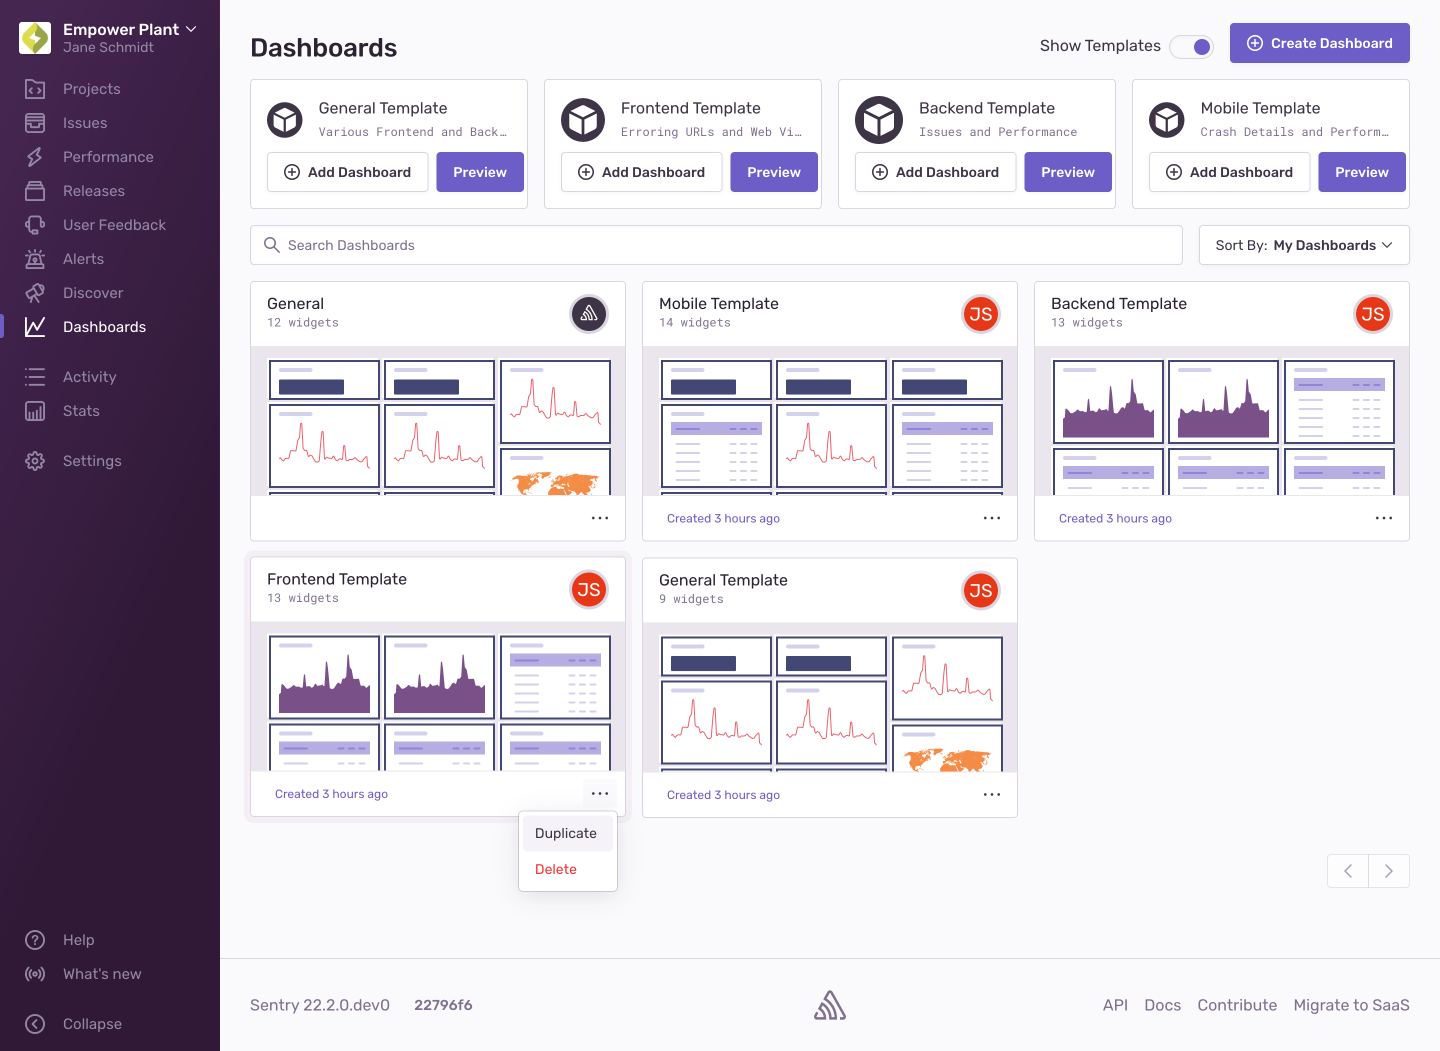 Empower Plant
Jane Schmidt
Projects
Issues
Performance
Releases
User Feedback
Alerts
Discover
Dashboards
Activity
Stats
Settings
Help
What's new
Collapse
Dashboards
Show Templates
Create Dashboard
General Template
Various Frontend and Back…
Add Dashboard
Preview
Frontend Template
Erroring URLs and Web Vi…
Add Dashboard
Preview
Backend Template
Issues and Performance
Add Dashboard
Preview
Mobile Template
Crash Details and Perform…
Add Dashboard
Preview
Search Dashboards
Sort By: My Dashboards
General
12 widgets
Mobile Template
14 widgets
JS
Created 3 hours ago
Backend Template
13 widgets
JS
Created 3 hours ago
Frontend Template
13 widgets
JS
Created 3 hours ago
Duplicate
Delete
General Template
9 widgets
JS
Created 3 hours ago
Sentry 22.2.0.dev0 22796f6
API Docs Contribute Migrate to SaaS